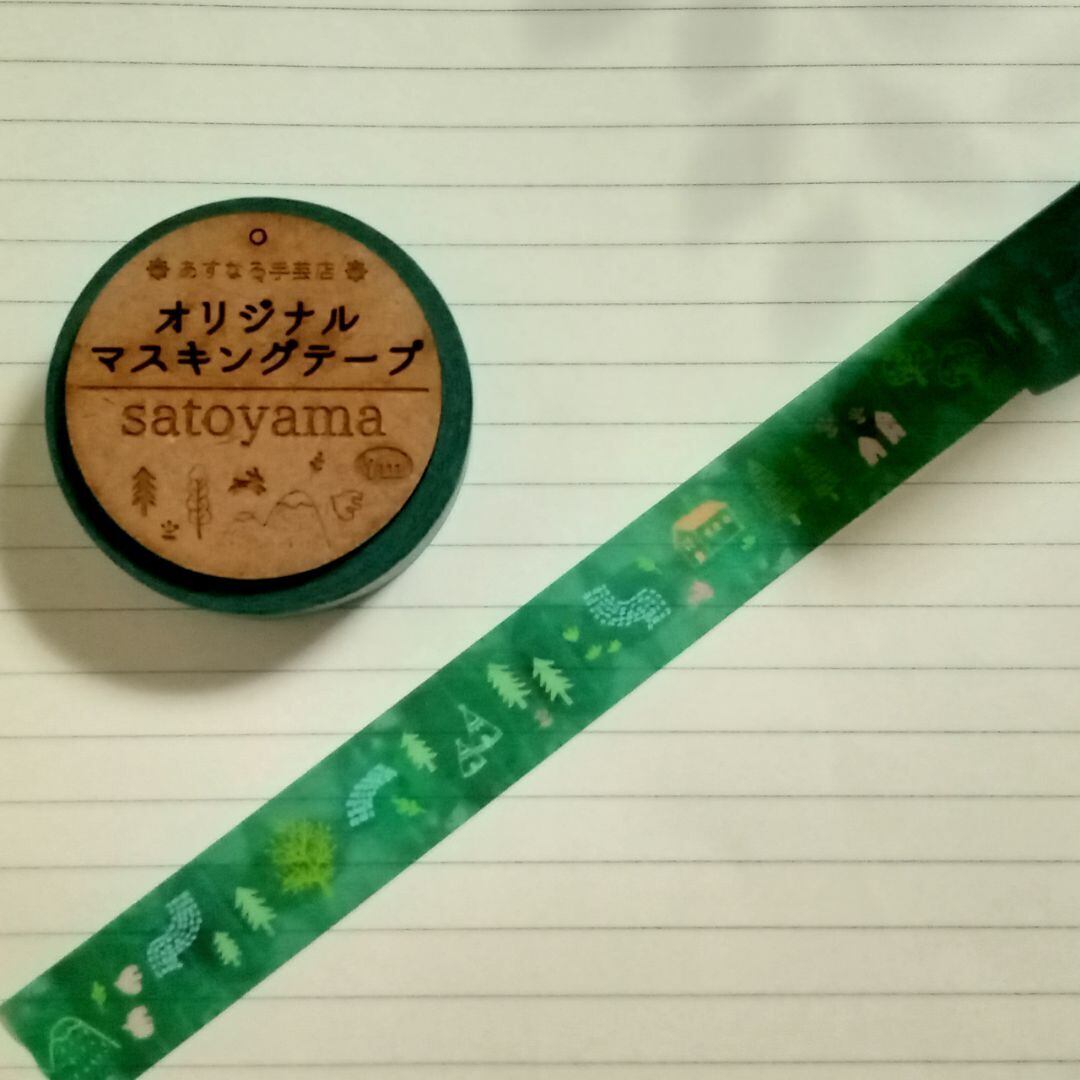 あすなろ手芸店
オリジナル
マスキングテープ
satoyama